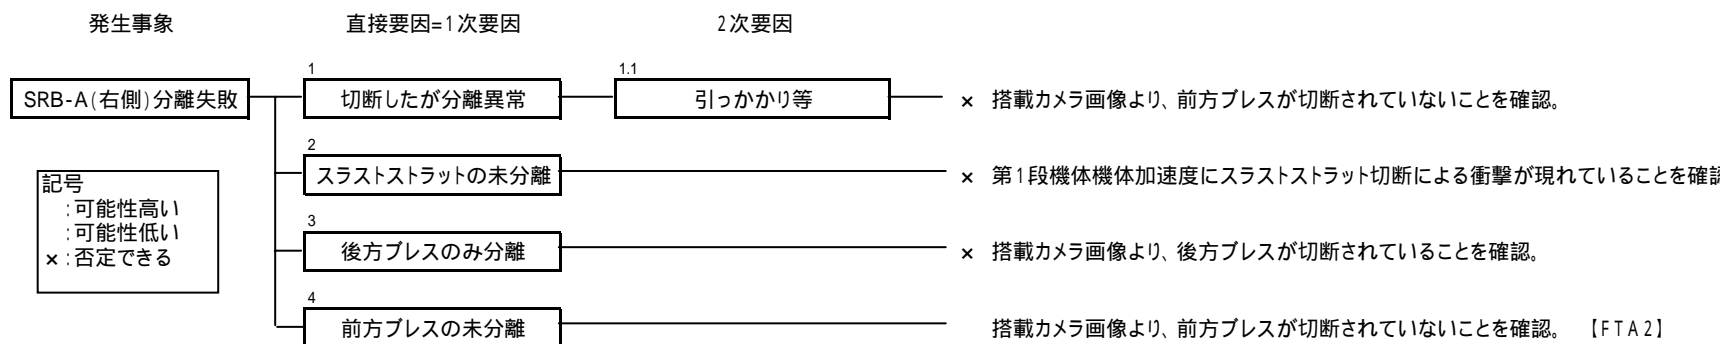 発生事象 直接要因=1次要因 2次要因
1 1.1
SRB-A(右側)分離失敗 切断したが分離異常 引っかかり等 × 搭載カメラ画像より、前方ブレスが切断されていないことを確認。
2
スラストストラットの未分離 × 第1段機体機体加速度にスラストストラット切断による衝撃が現れていることを確
記号
:可能性高い
:可能性低い
×:否定できる
3
後方ブレスのみ分離 × 搭載カメラ画像より、後方ブレスが切断されていることを確認。
4
前方ブレスの未分離 搭載カメラ画像より、前方ブレスが切断されていないことを確認。 【FTA2】